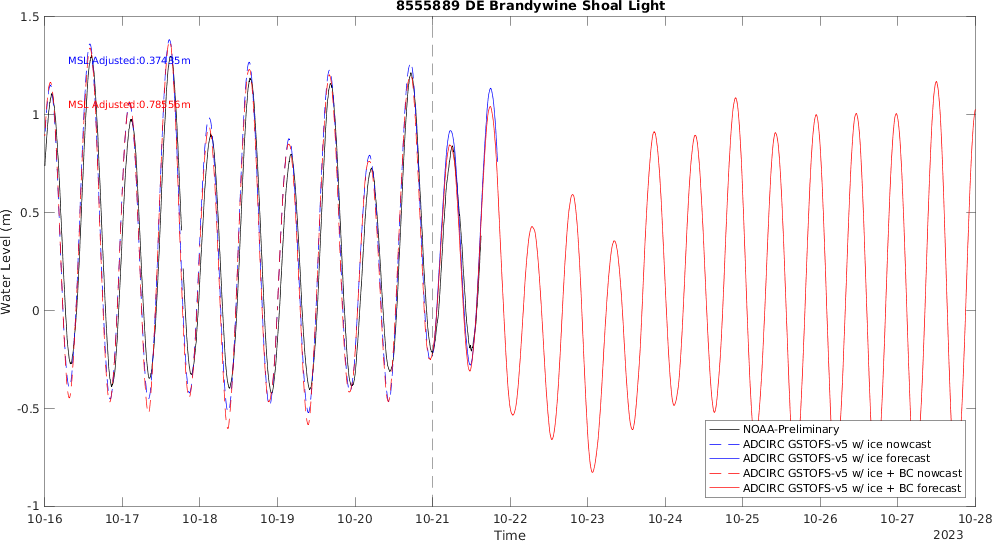 8555889 DE Brandywine Shoal Light
1.5
1
0.5
0
-0.5
-1
Water Level (m)
MSL Adjusted:0.37435m
MSL Adjusted:0.78556m
NOAA-Preliminary
ADCIRC GSTOFS-v5 w/ ice nowcast
ADCIRC GSTOFS-v5 w/ ice forecast
ADCIRC GSTOFS-v5 w/ ice + BC nowcast
ADCIRC GSTOFS-v5 w/ ice + BC forecast
10-16 10-17 10-18 10-19 10-20 10-21 10-22 10-23 10-24 10-25 10-26 10-27 10-28
Time
2023